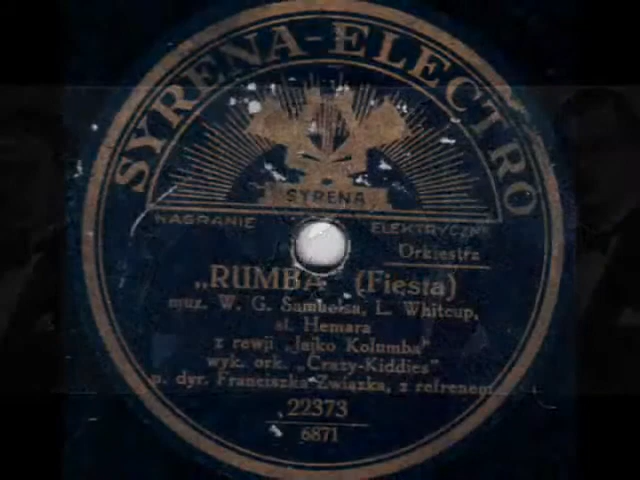 SYRENA-ELECTRO
SYRENA
NAGRANIE ELEKTRYCZNE
Orkiestra
„RUMBA" (Fiesta)
muz. W. G. Samuelsa, L. Whitcup,
sł. Hemara
z rewji „Jajko Kolumba"
wyk. ork. „Crazy-Kiddies"
p. dyr. Franciszka Związka, z refrenem
22373
6871